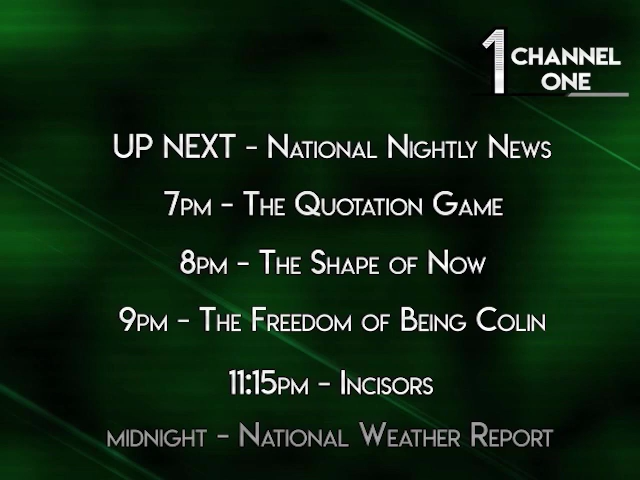 1 CHANNEL
ONE
UP NEXT - NATIONAL NIGHTLY NEWS
7PM - THE QUOTATION GAME
8PM - THE SHAPE OF NOW
9PM - THE FREEDOM OF BEING COLIN
11:15PM - INCISORS
MIDNIGHT - NATIONAL WEATHER REPORT